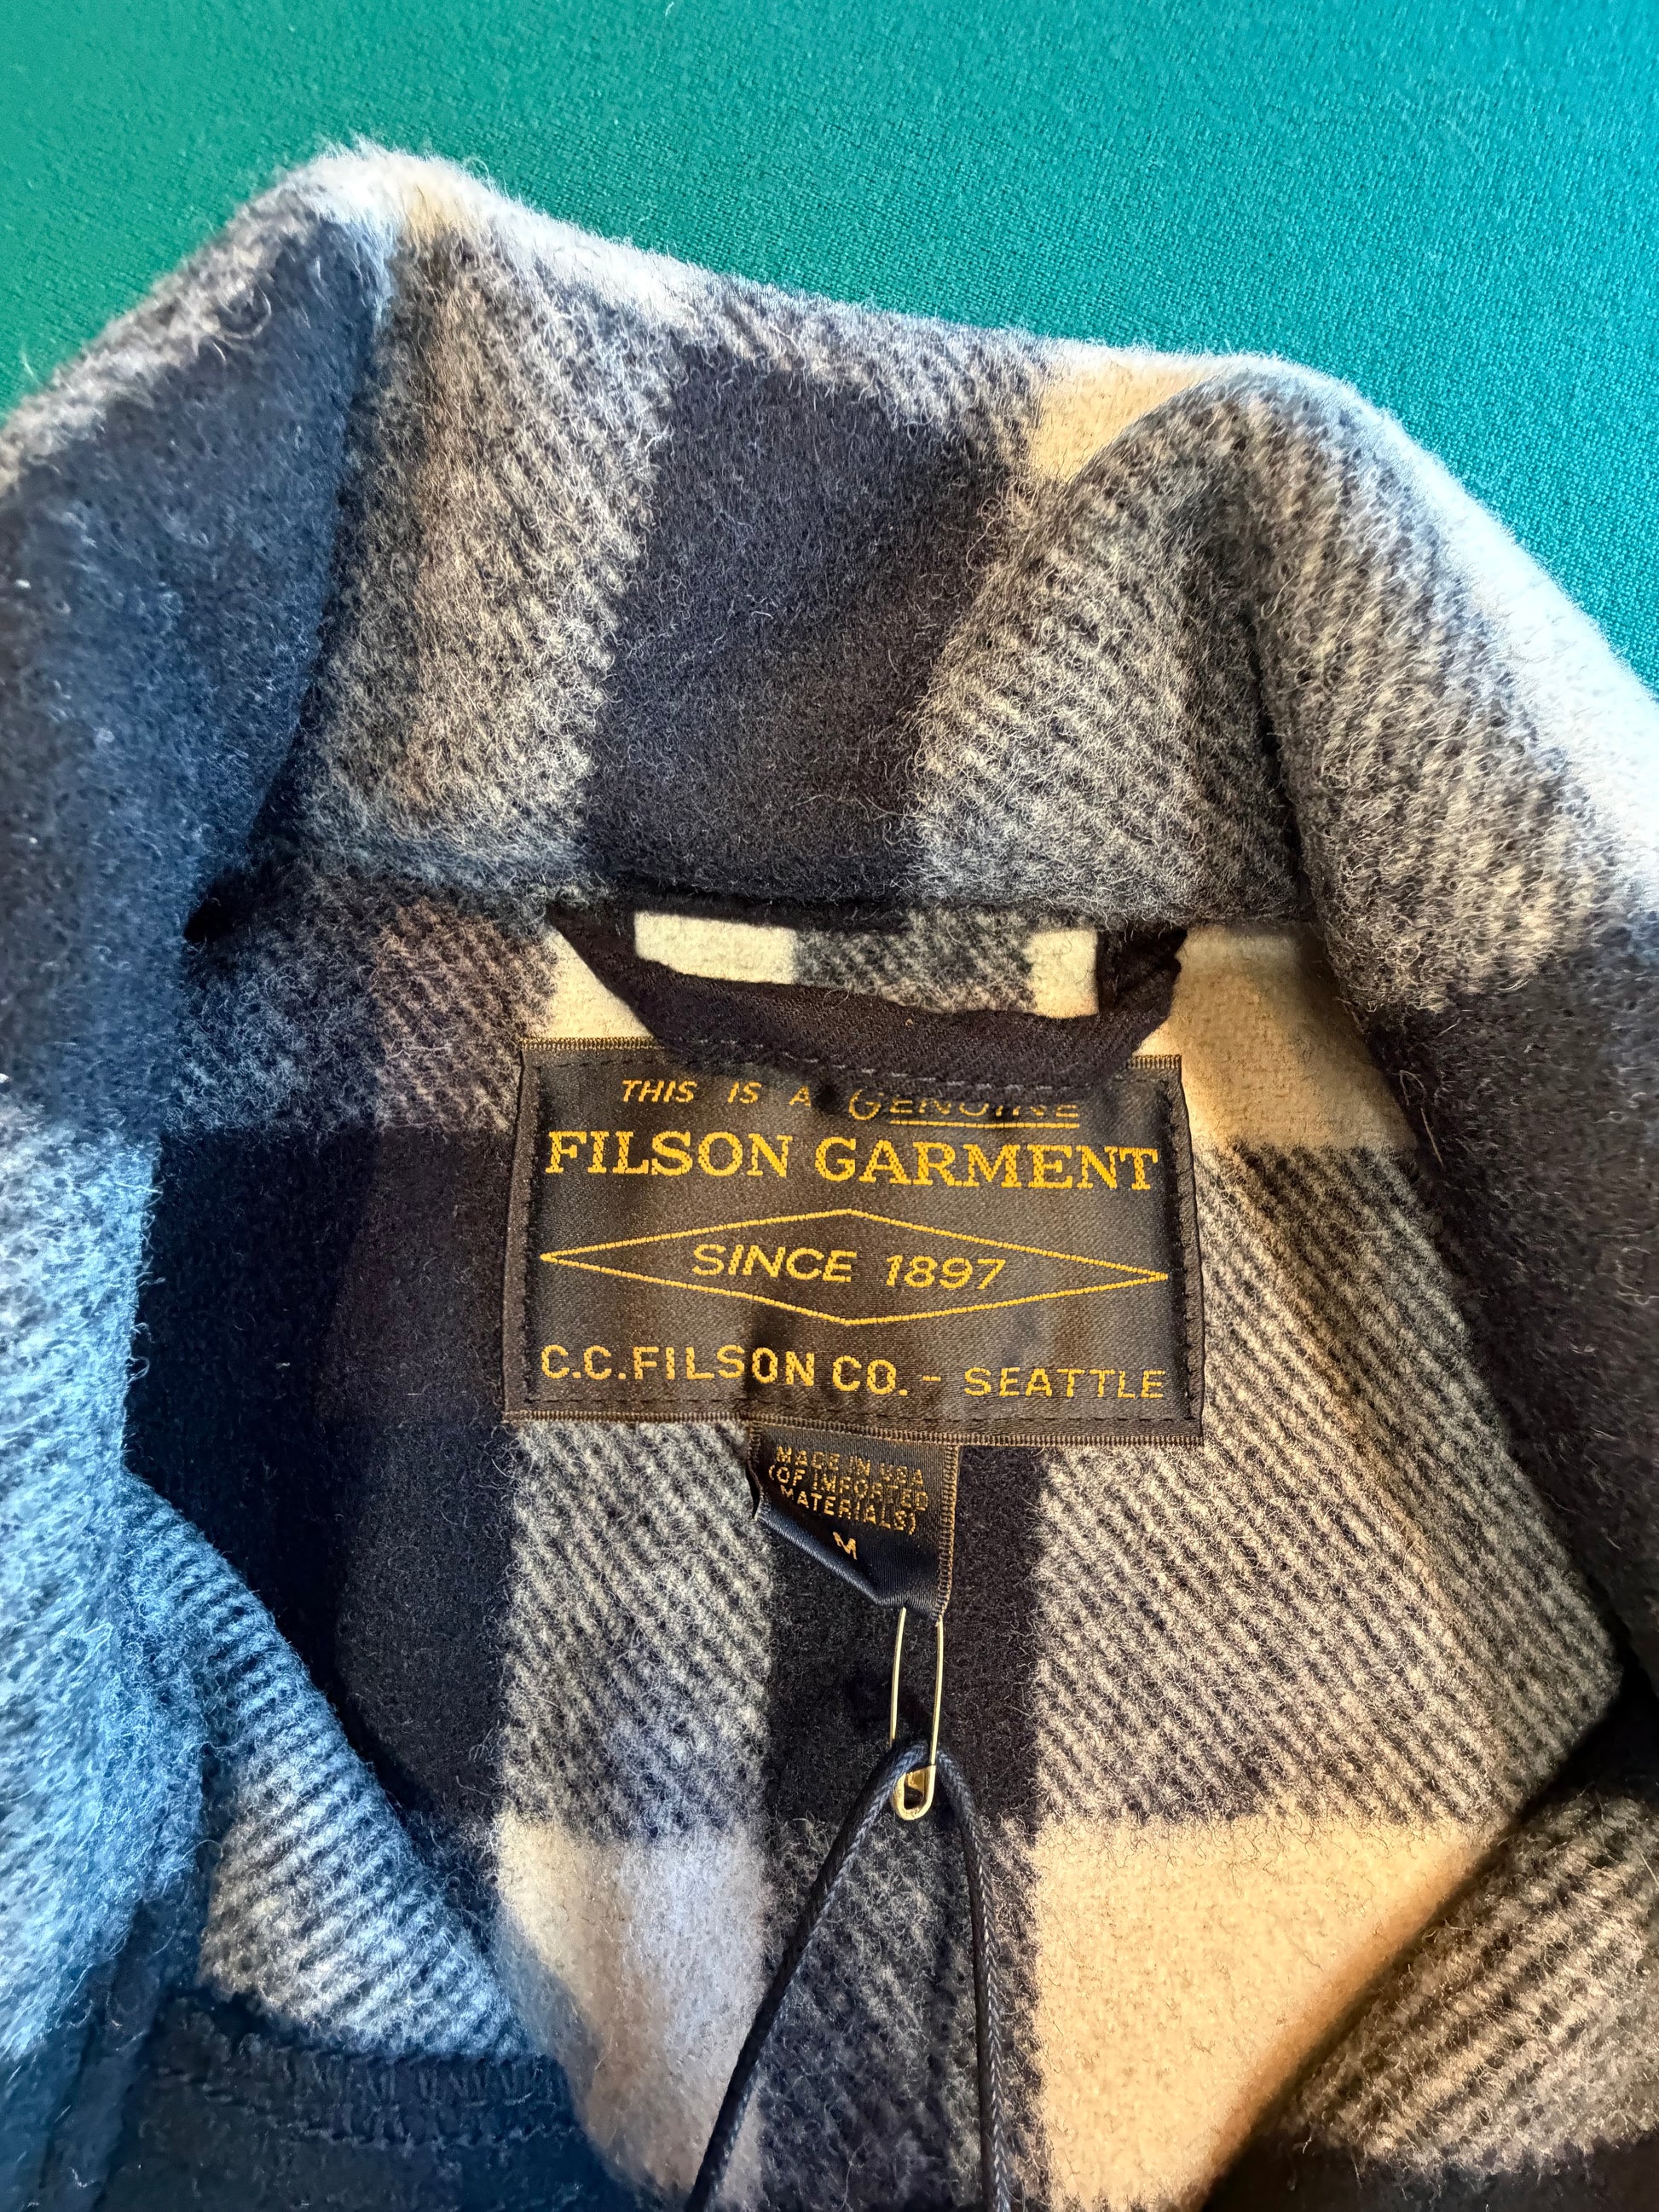 THIS IS A GENUINE
FILSON GARMENT
SINCE 1897
C.C.FILSON CO. - SEATTLE
MADE IN USA
(OF IMPORTED
MATERIALS)
M